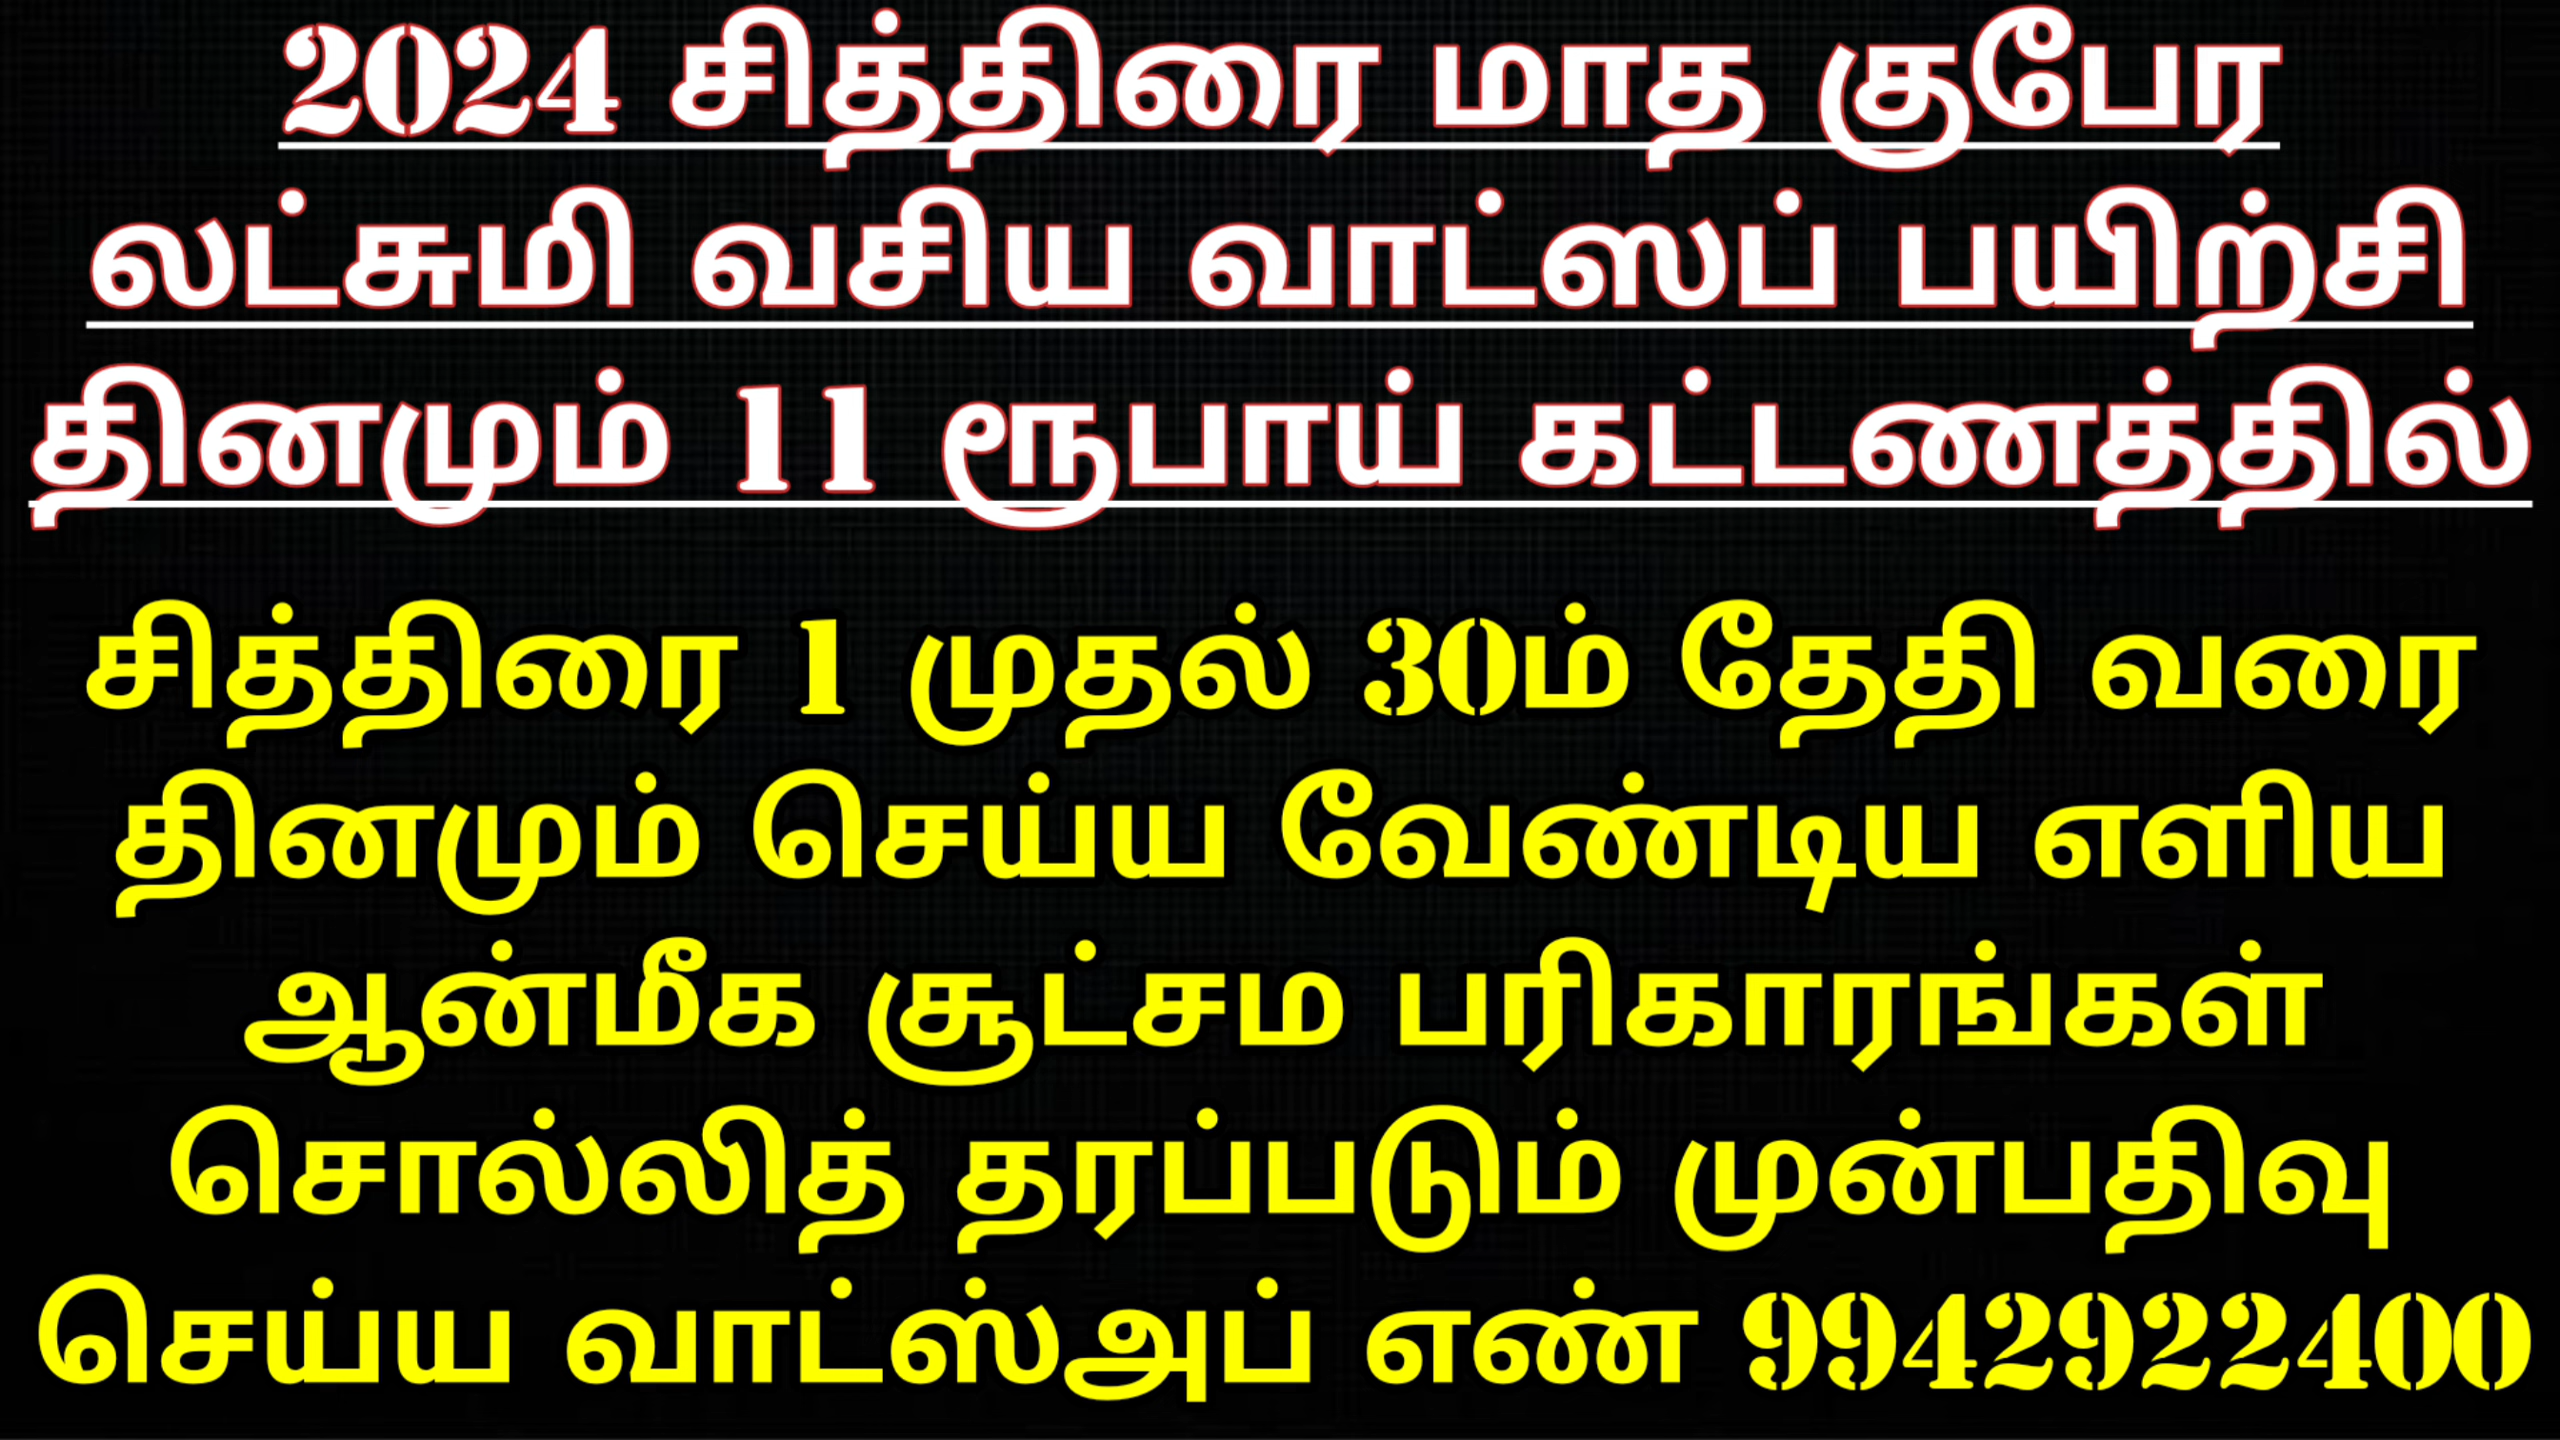 2024 சித்திரை மாத குபேர
லட்சுமி வசிய வாட்ஸப் பயிற்சி
தினமும் 11 ரூபாய் கட்டணத்தில்
சித்திரை 1 முதல் 30ம் தேதி வரை
தினமும் செய்ய வேண்டிய எளிய
ஆன்மீக சூட்சம பரிகாரங்கள்
சொல்லித் தரப்படும் முன்பதிவு
செய்ய வாட்ஸ்அப் எண் 9942922400